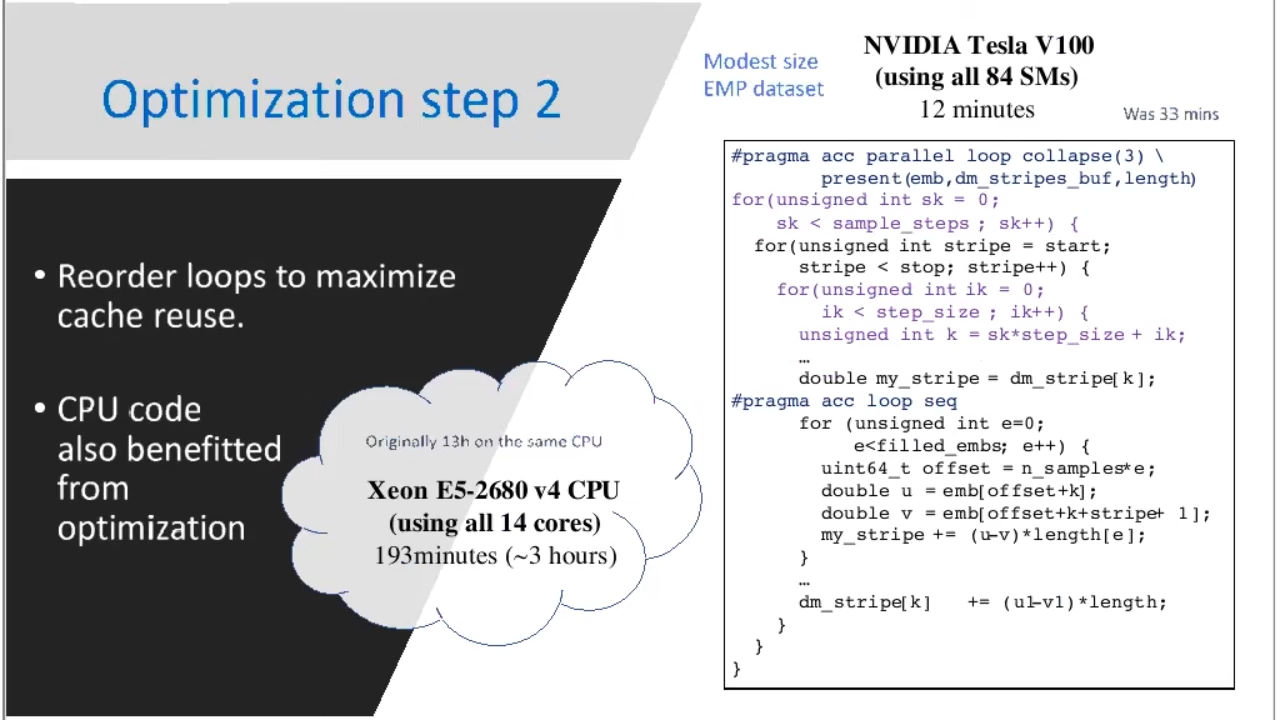 Optimization step 2
Modest size
EMP dataset
NVIDIA Tesla V100
(using all 84 SMs)
12 minutes
Was 33 mins
• Reorder loops to maximize
cache reuse.
• CPU code
also benefitted
from
optimization
Originally 13h on the same CPU
Xeon E5-2680 v4 CPU
(using all 14 cores)
193minutes (~3 hours)
#pragma acc parallel loop collapse(3) \
present(emb,dm_stripes_buf,length)
for(unsigned int sk = 0;
sk < sample_steps ; sk++) {
for(unsigned int stripe = start;
stripe < stop; stripe++) {
for(unsigned int ik = 0;
ik < step_size ; ik++) {
unsigned int k = sk*step_size + ik;
…
double my_stripe = dm_stripe[k];
#pragma acc loop seq
for (unsigned int e=0;
e<filled_embs; e++) {
uint64_t offset = n_samples*e;
double u = emb[offset+k];
double v = emb[offset+k+stripe+ 1];
my_stripe += (u-v)*length[e];
}
…
dm_stripe[k] += (u1-v1)*length;
}
}
}